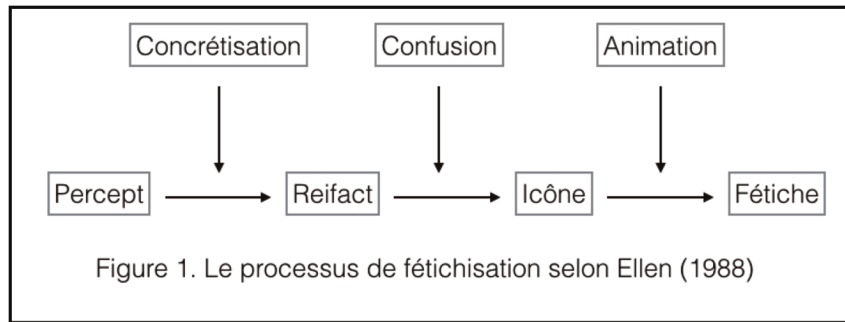 Concrétisation Confusion Animation
Percept Reifact Icône Fétiche
Figure 1. Le processus de fétichisation selon Ellen (1988)